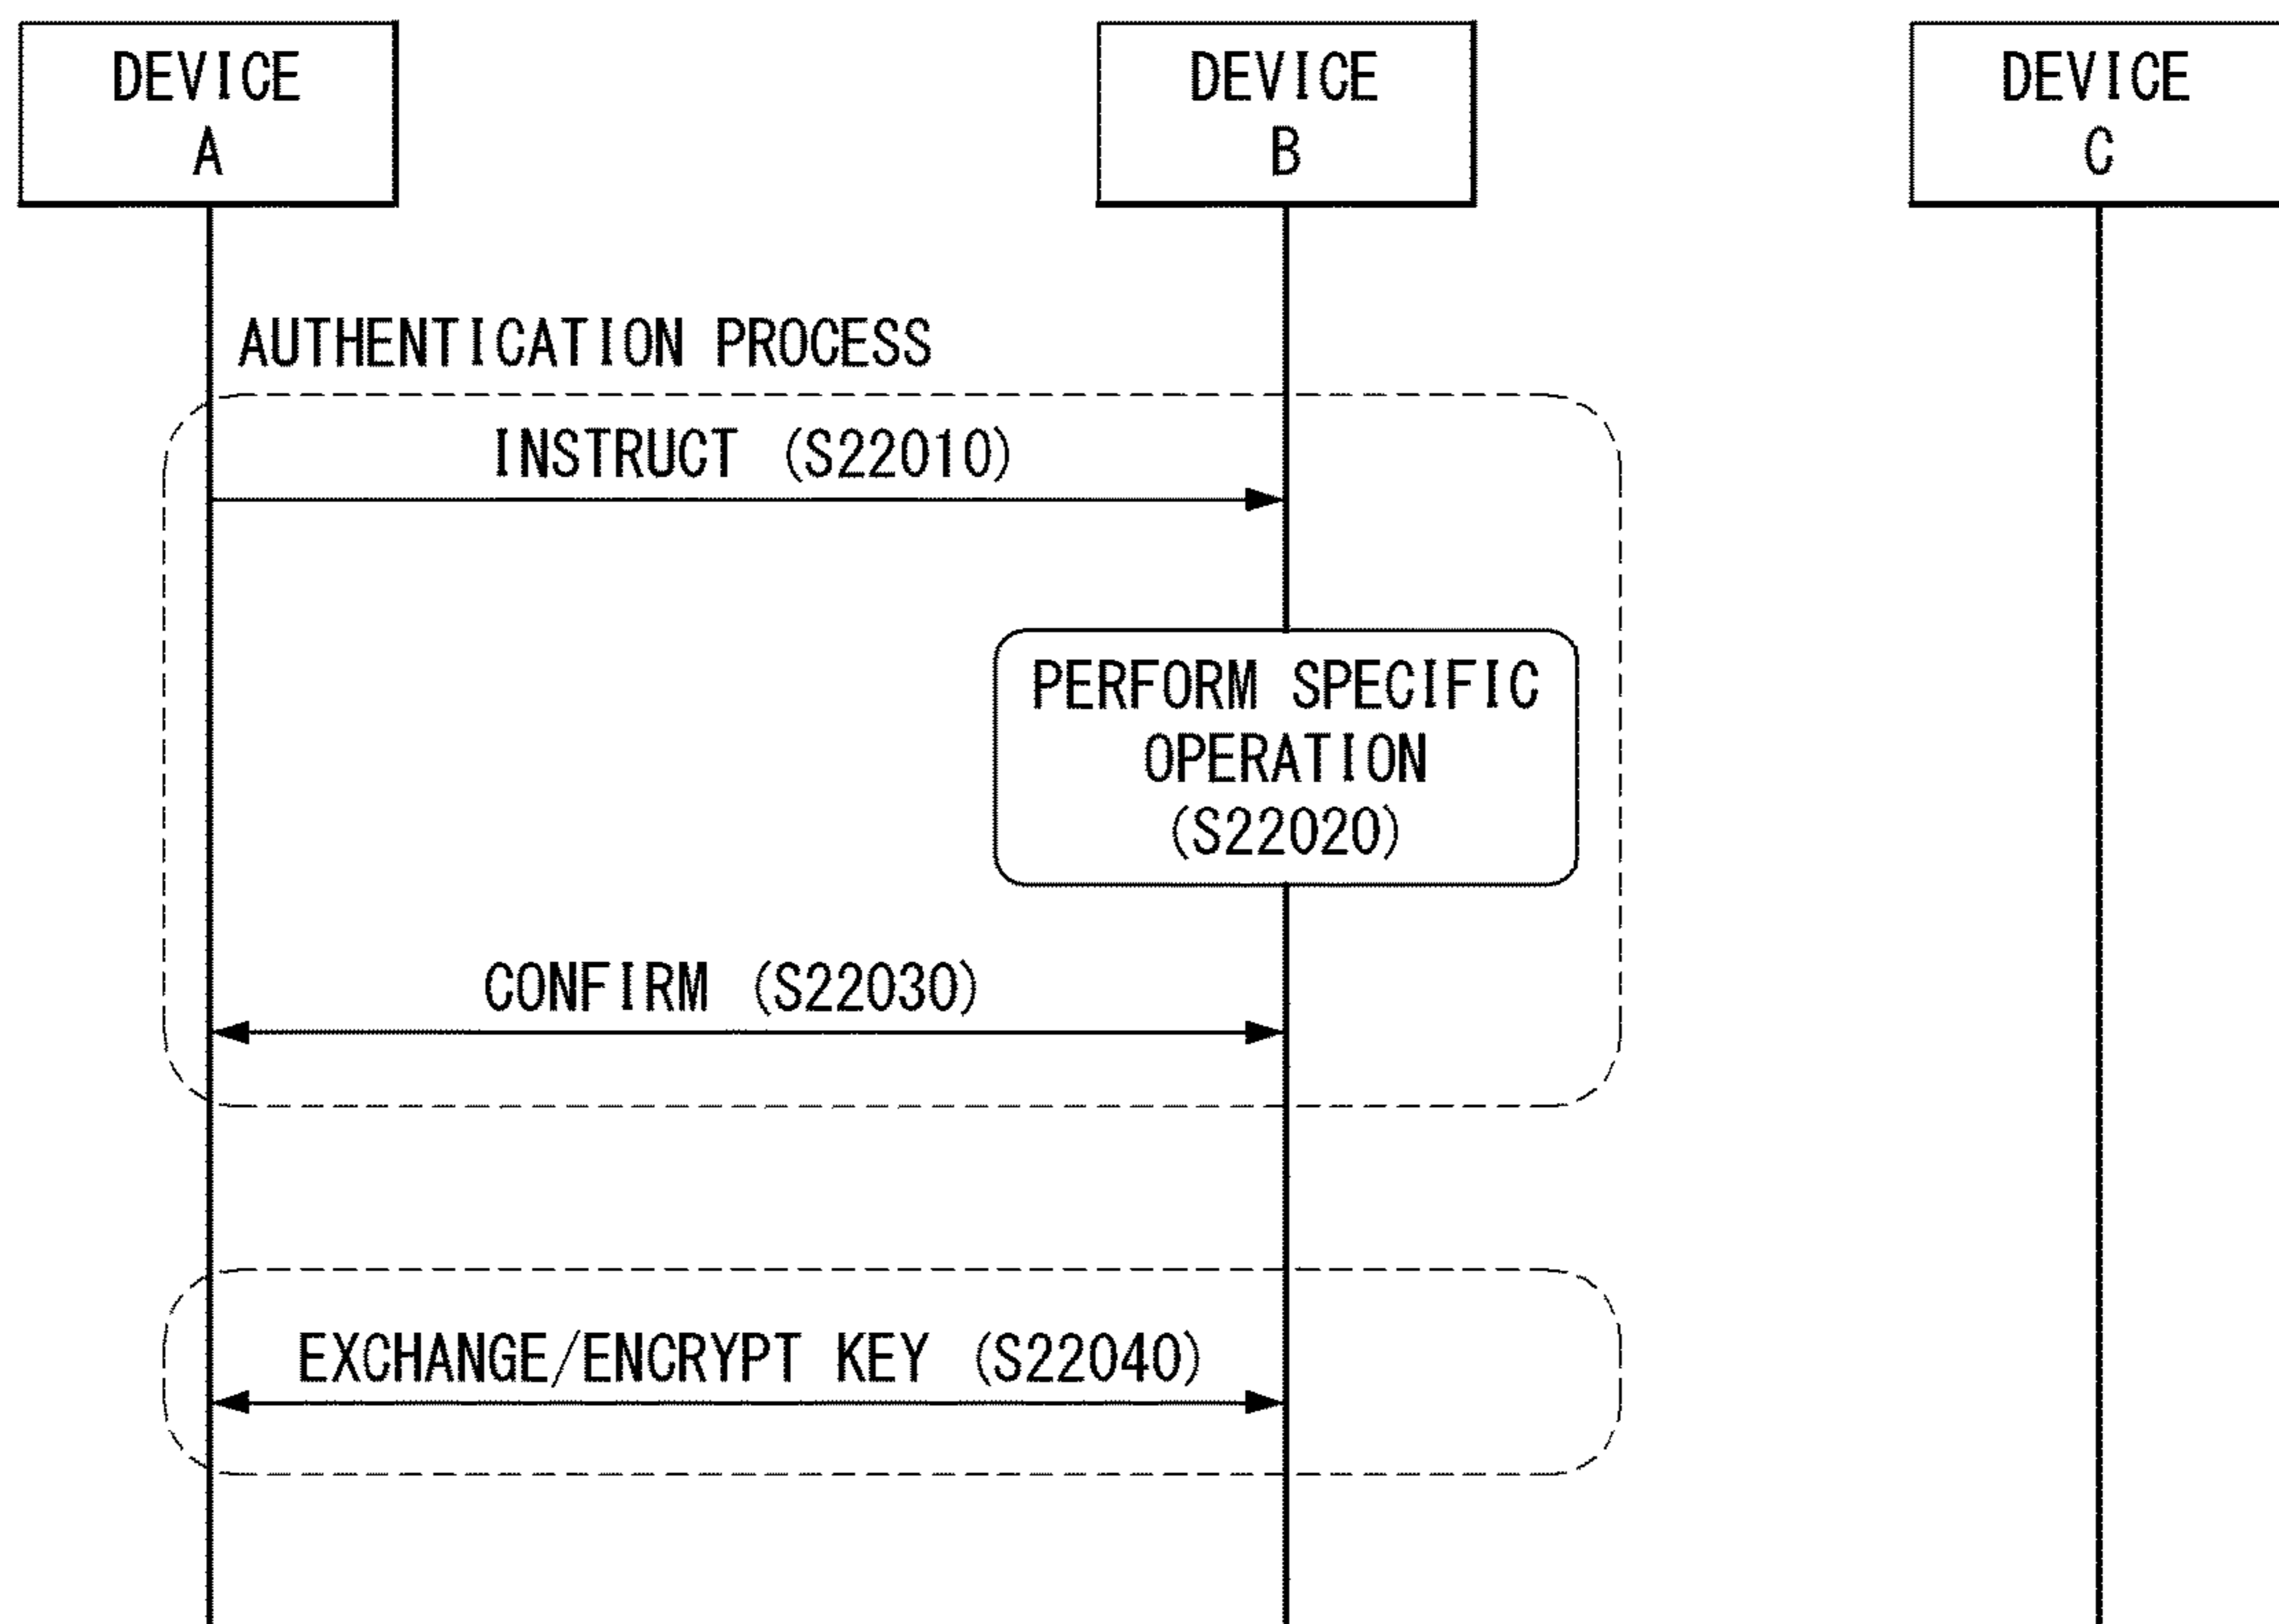 DEVICE
A
DEVICE
B
DEVICE
C
AUTHENTICATION PROCESS
INSTRUCT (S22010)
PERFORM SPECIFIC
OPERATION
(S22020)
CONFIRM (S22030)
EXCHANGE/ENCRYPT KEY (S22040)